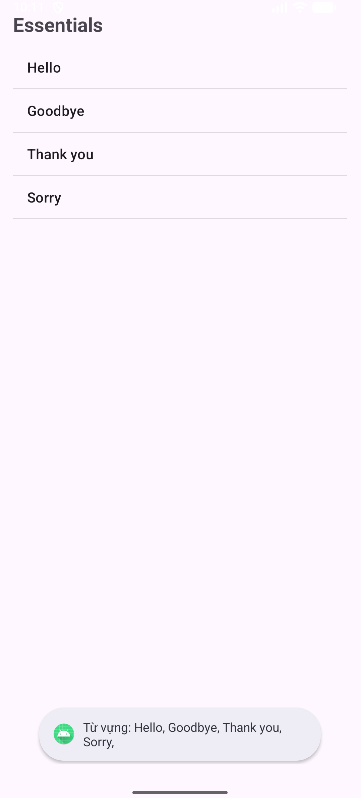 Essentials
Hello
Goodbye
Thank you
Sorry
Từ vựng: Hello, Goodbye, Thank you,
Sorry,